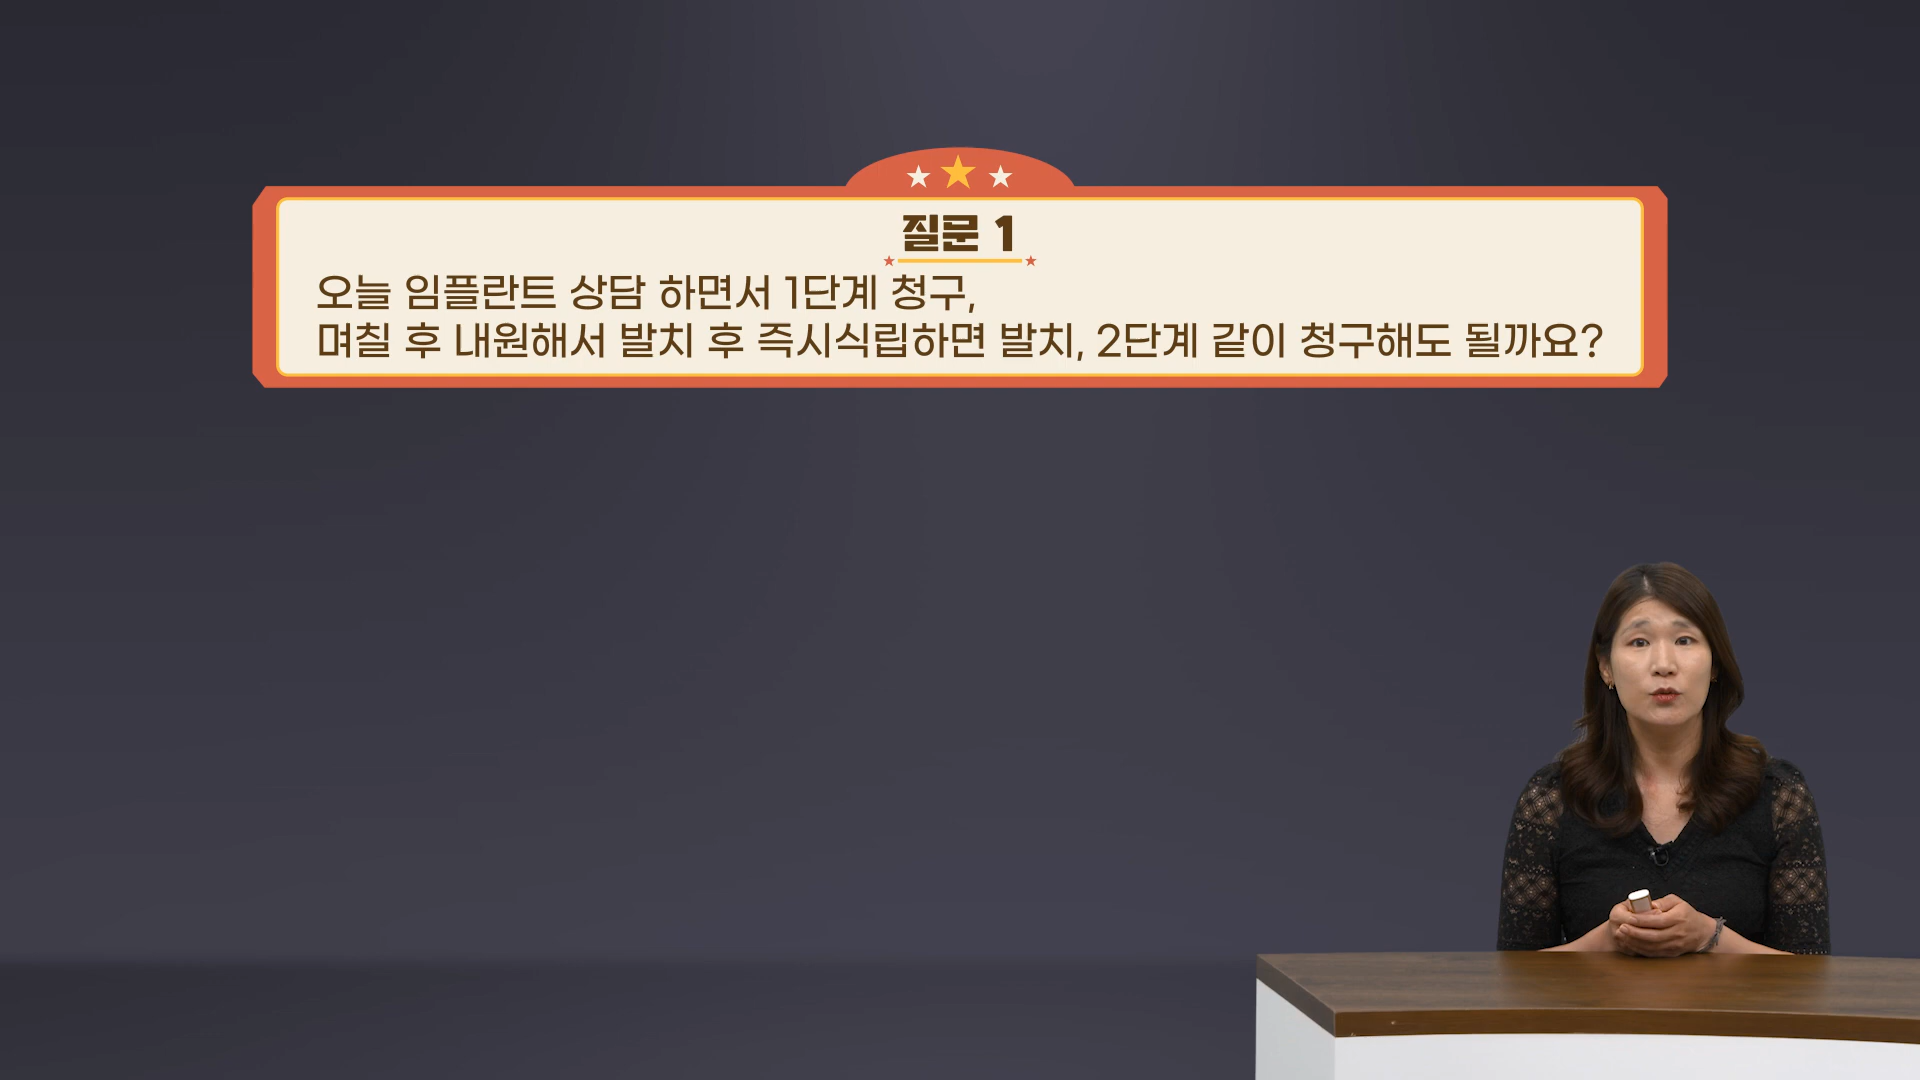 질문 1
오늘 임플란트 상담 하면서 1단계 청구,
며칠 후 내원해서 발치 후 즉시식립하면 발치, 2단계 같이 청구해도 될까요?